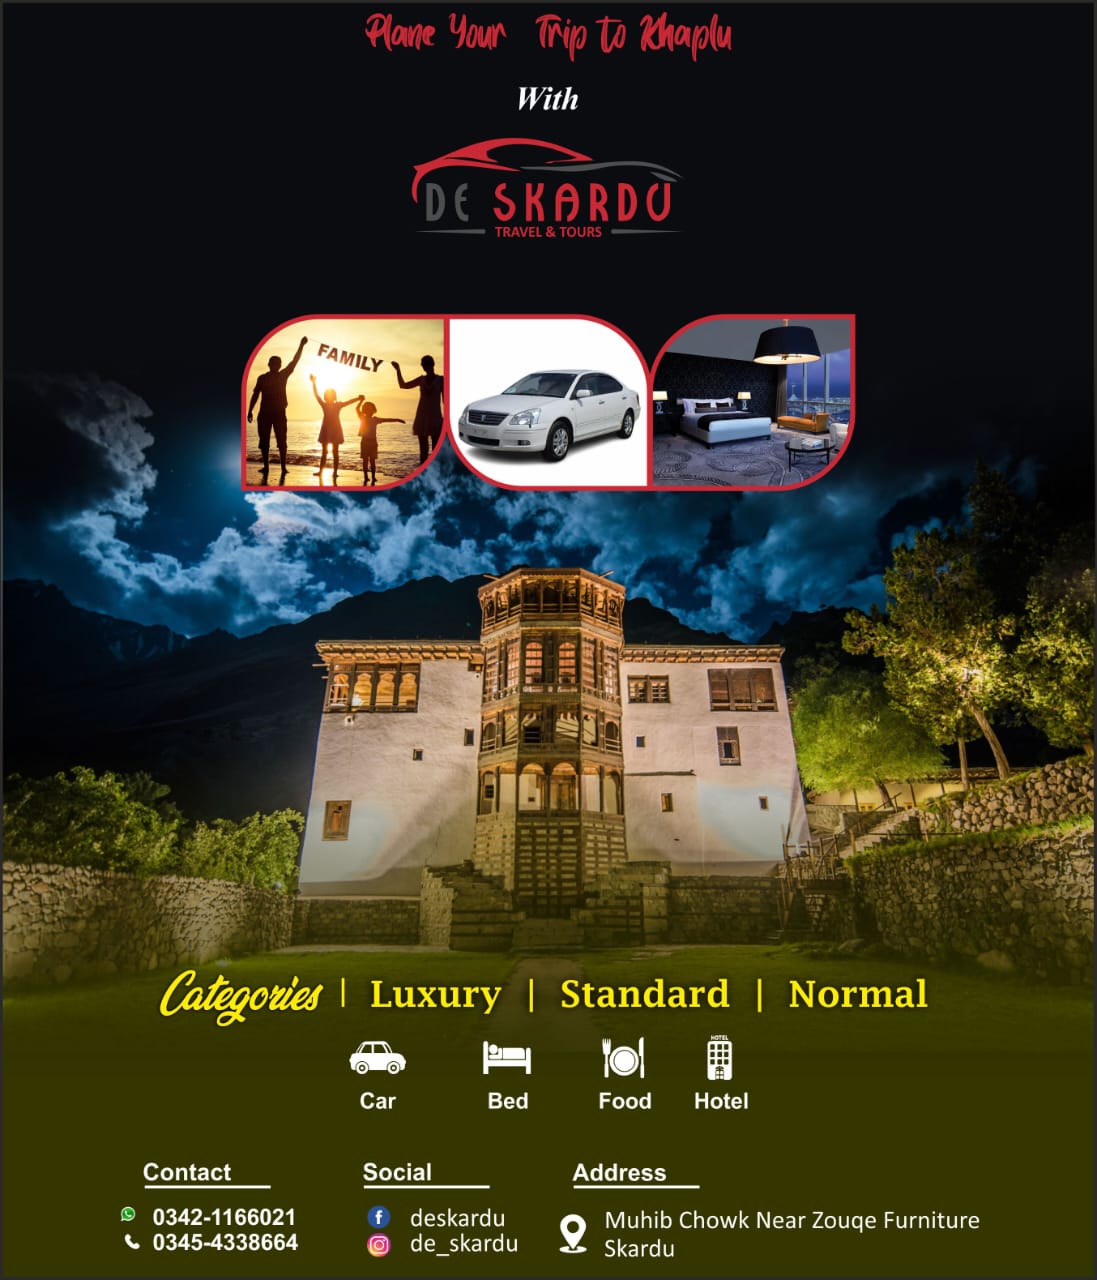 Plane Your Trip to Khaplu
With
DE SKARDU
TRAVEL & TOURS
FAMILY
Categories | Luxury | Standard | Normal
HOTEL
Car Bed Food Hotel
Contact Social Address
0342-1166021 deskardu Muhib Chowk Near Zouqe Furniture
0345-4338664 de_skardu Skardu